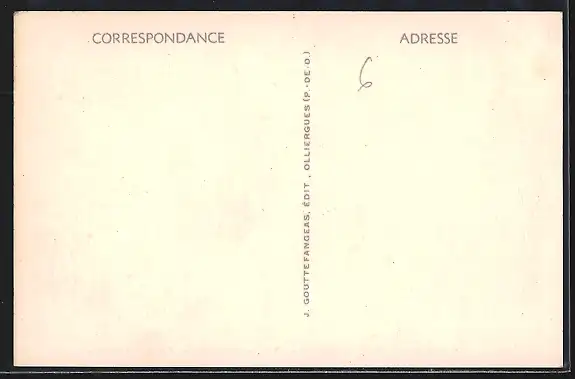 CORRESPONDANCE
ADRESSE
6
J. GOUTTEFANGEAS, ÉDIT, OLLIERGUES (P.-DE-D.)